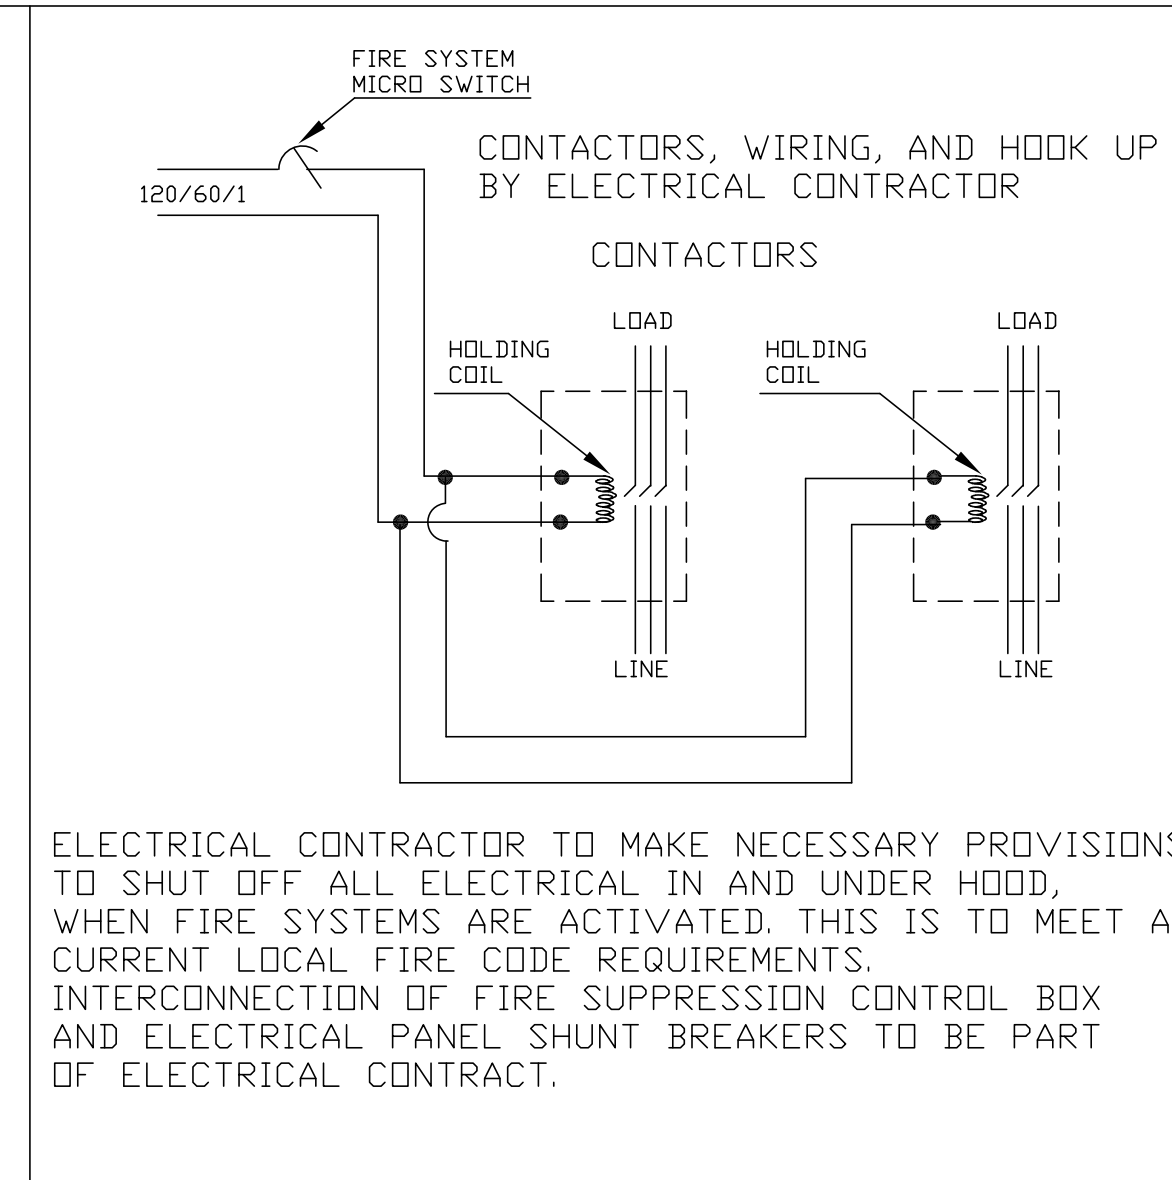 FIRE SYSTEM
MICRO SWITCH
CONTACTORS, WIRING, AND HOOK UP
BY ELECTRICAL CONTRACTOR
120/60/1
CONTACTORS
LOAD
LOAD
HOLDING
COIL
HOLDING
COIL
LINE
LINE
ELECTRICAL CONTRACTOR TO MAKE NECESSARY PROVISIONS
TO SHUT OFF ALL ELECTRICAL IN AND UNDER HOOD,
WHEN FIRE SYSTEMS ARE ACTIVATED. THIS IS TO MEET A
CURRENT LOCAL FIRE CODE REQUIREMENTS.
INTERCONNECTION OF FIRE SUPPRESSION CONTROL BOX
AND ELECTRICAL PANEL SHUNT BREAKERS TO BE PART
OF ELECTRICAL CONTRACT.